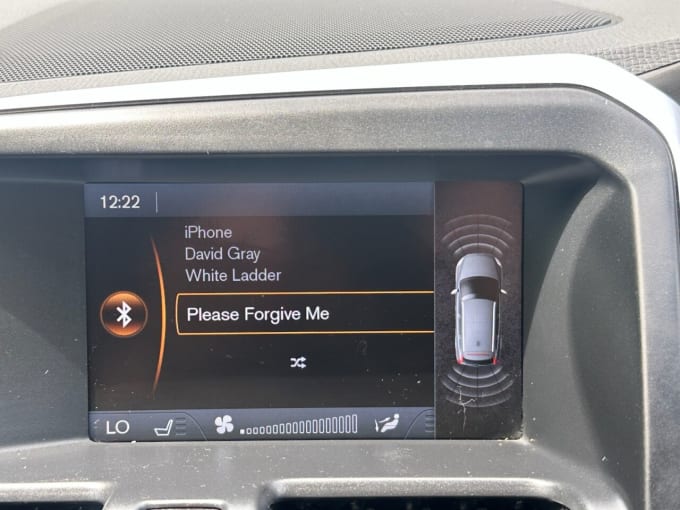 12:22
iPhone
David Gray
White Ladder
Please Forgive Me
LO